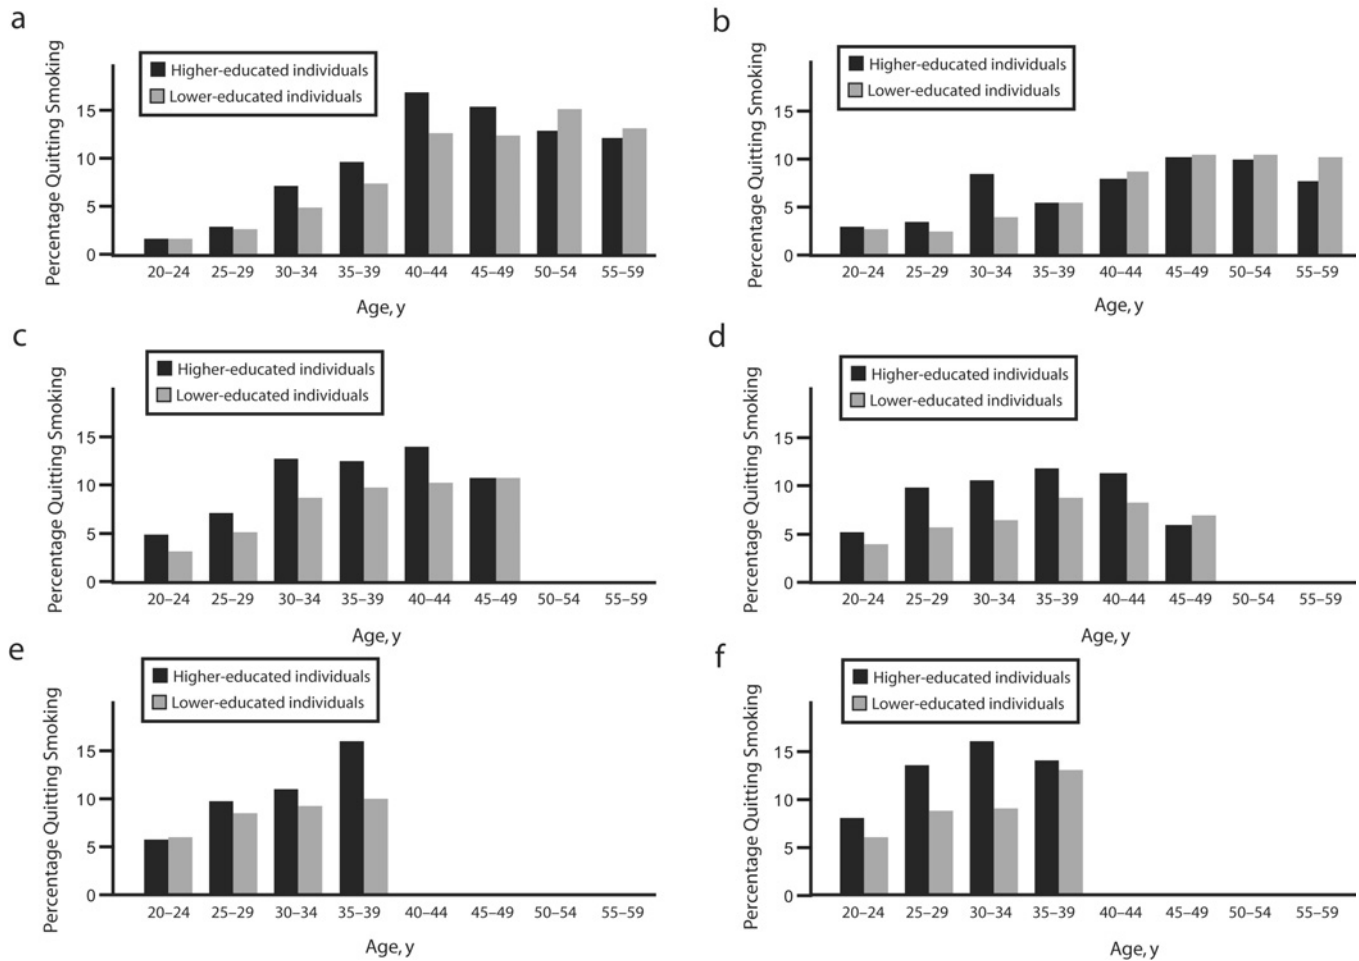 a
Percentage Quitting Smoking
Higher-educated individuals
Lower-educated individuals
15
10
5
0
20–24 25–29 30–34 35–39 40–44 45–49 50–54 55–59
Age, y
b
Percentage Quitting Smoking
Higher-educated individuals
Lower-educated individuals
15
10
5
0
20–24 25–29 30–34 35–39 40–44 45–49 50–54 55–59
Age, y
c
Percentage Quitting Smoking
Higher-educated individuals
Lower-educated individuals
15
10
5
0
20–24 25–29 30–34 35–39 40–44 45–49 50–54 55–59
Age, y
d
Percentage Quitting Smoking
Higher-educated individuals
Lower-educated individuals
15
10
5
0
20–24 25–29 30–34 35–39 40–44 45–49 50–54 55–59
Age, y
e
Percentage Quitting Smoking
Higher-educated individuals
Lower-educated individuals
15
10
5
0
20–24 25–29 30–34 35–39 40–44 45–49 50–54 55–59
Age, y
f
Percentage Quitting Smoking
Higher-educated individuals
Lower-educated individuals
15
10
5
0
20–24 25–29 30–34 35–39 40–44 45–49 50–54 55–59
Age, y